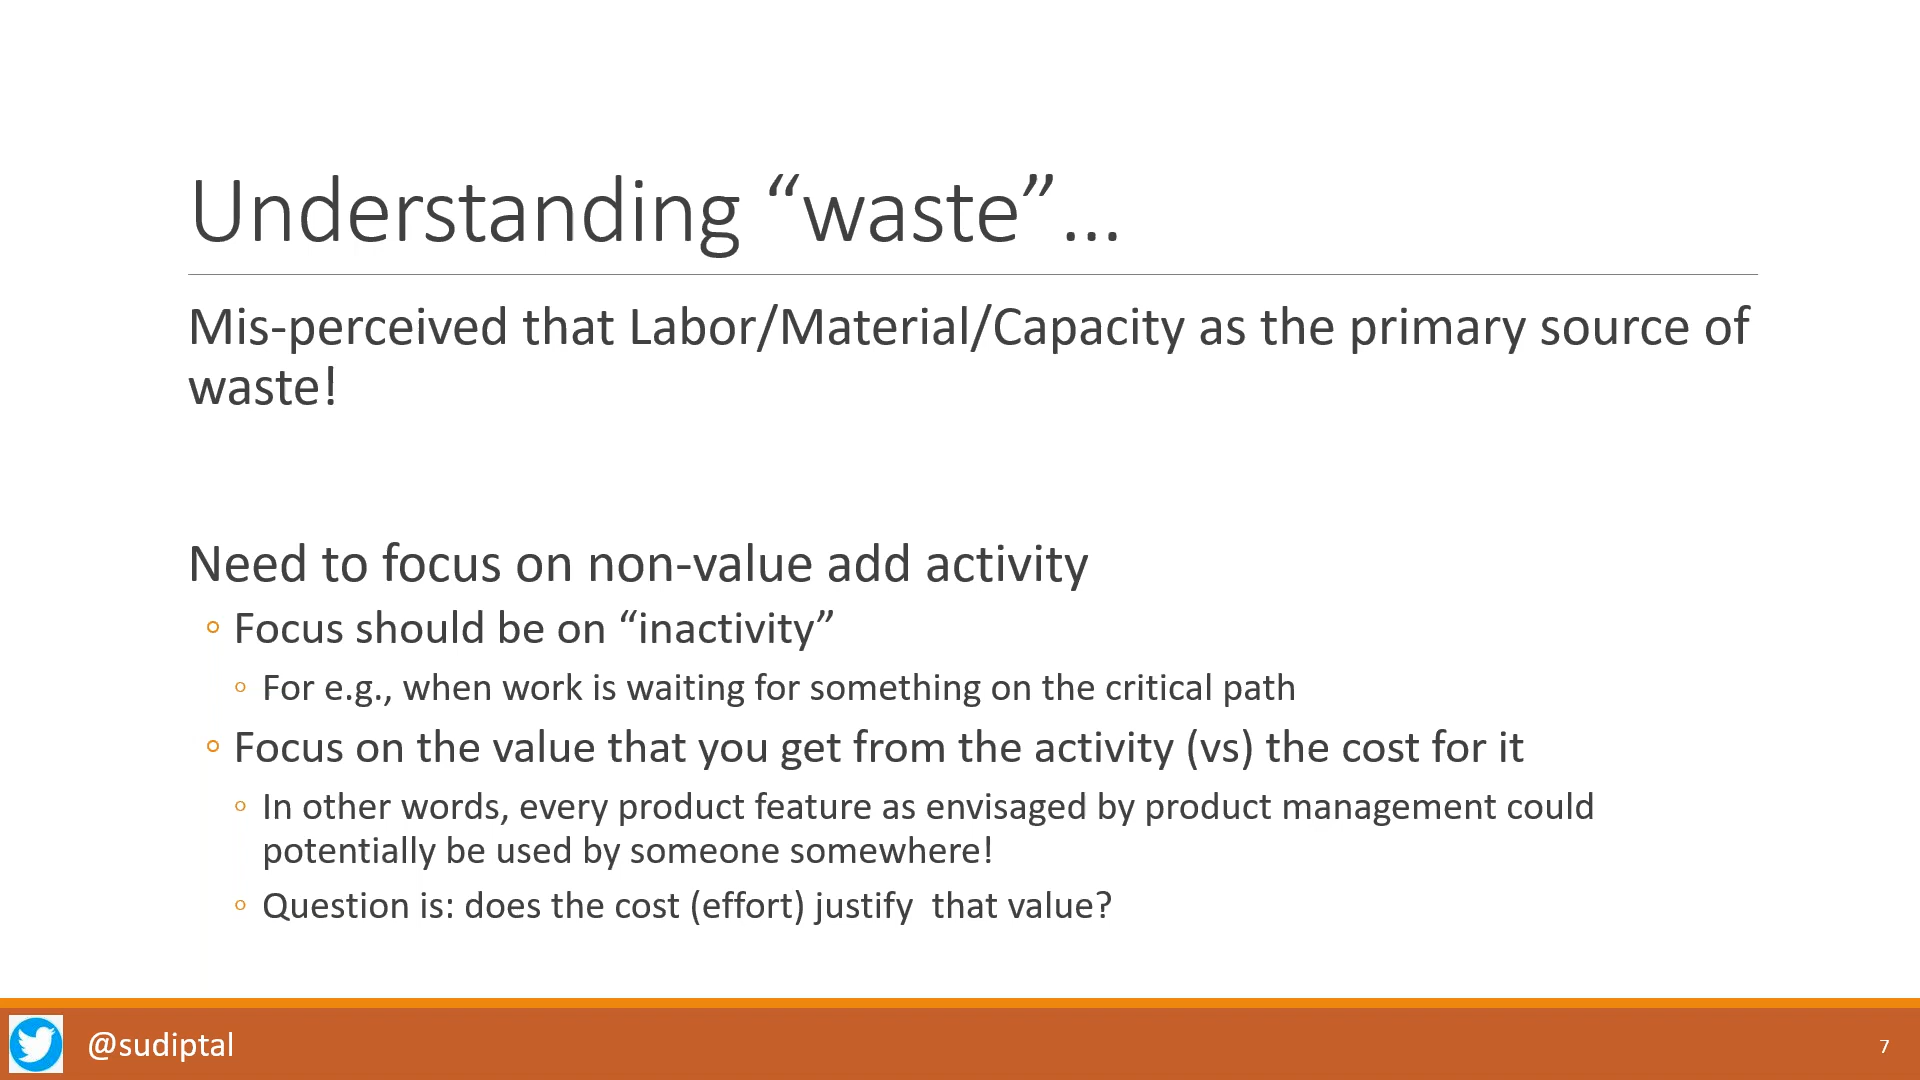 Understanding “waste”...
Mis-perceived that Labor/Material/Capacity as the primary source of
waste!
Need to focus on non-value add activity
◦ Focus should be on “inactivity”
◦ For e.g., when work is waiting for something on the critical path
◦ Focus on the value that you get from the activity (vs) the cost for it
◦ In other words, every product feature as envisaged by product management could
potentially be used by someone somewhere!
◦ Question is: does the cost (effort) justify  that value?
@sudiptal
7